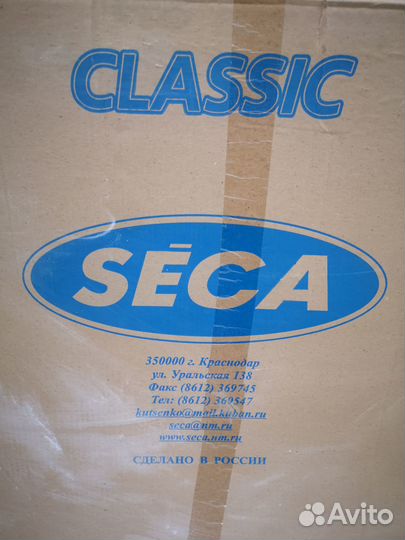 CLASSIC
SĒCA
350000 г. Краснодар
ул. Уральская 138
Факс (8612) 369745
Тел: (8612) 369547
kutsenko@mail.kuban.ru
seca@nm.ru
www.seca.nm.ru
СДЕЛАНО В РОССИИ
Avito